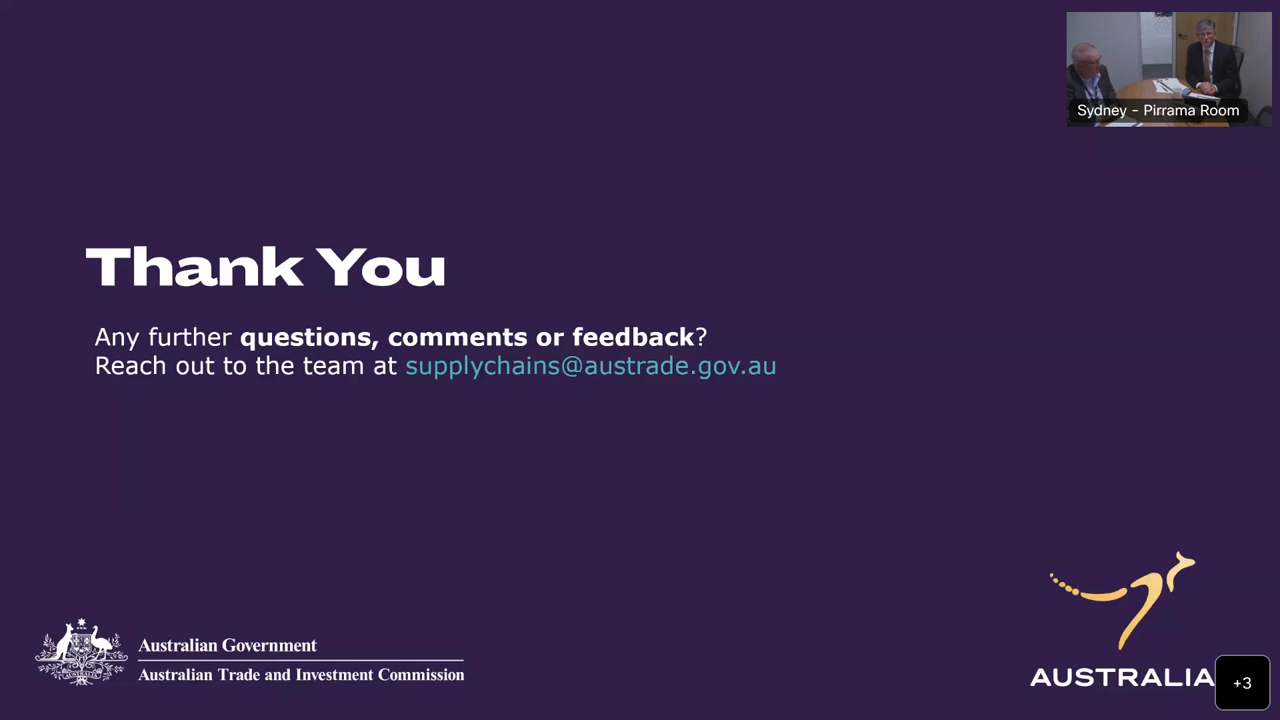 Sydney - Pirrama Room
Thank You
Any further questions, comments or feedback?
Reach out to the team at supplychains@austrade.gov.au
Australian Government
Australian Trade and Investment Commission
AUSTRALIA
+3